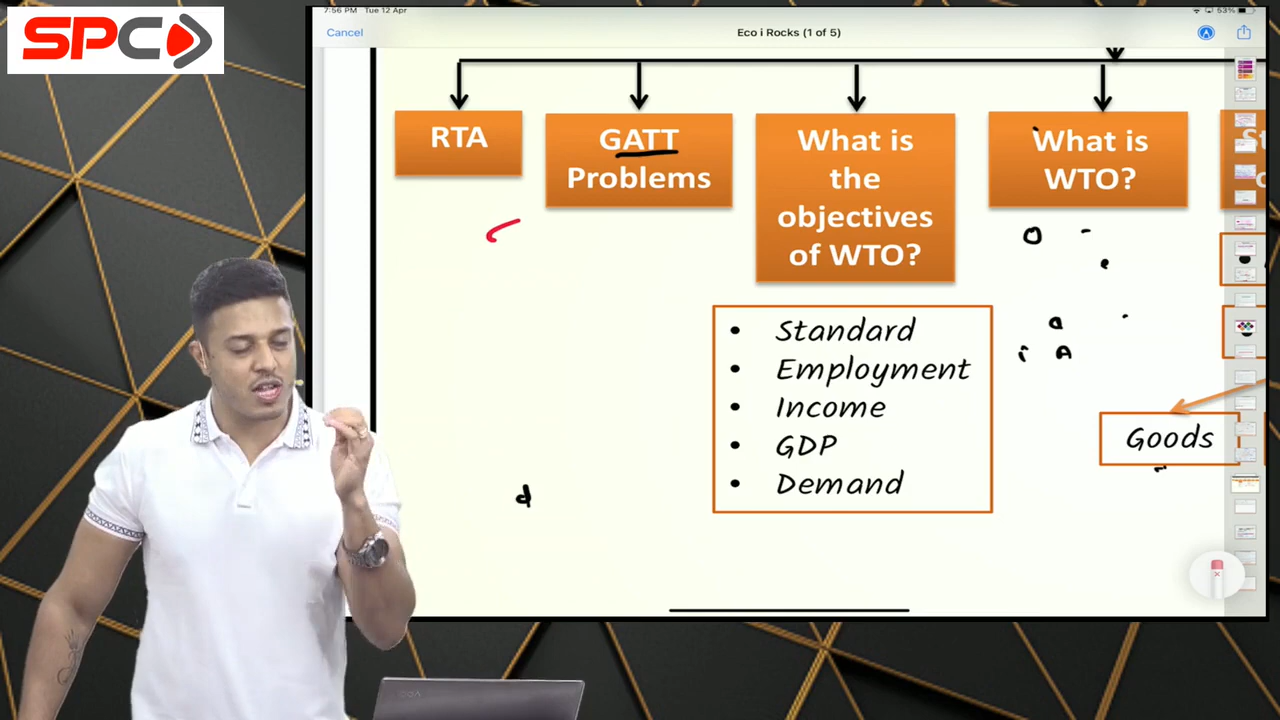 SPC
7:56 PM Tue 12 Apr
53%
Cancel
Eco i Rocks (1 of 5)
RTA
GATT
Problems
What is
the
objectives
of WTO?
What is
WTO?
• Standard
• Employment
• Income
• GDP
• Demand
Goods
d